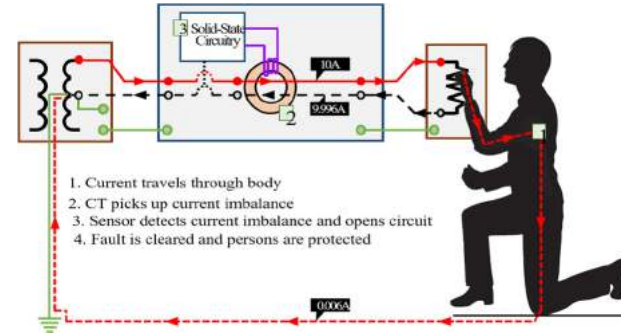 3 Solid-State
Circuitry
10A
9.996A
2
1. Current travels through body
2. CT picks up current imbalance
3. Sensor detects current imbalance and opens circuit
4. Fault is cleared and persons are protected
0.006A